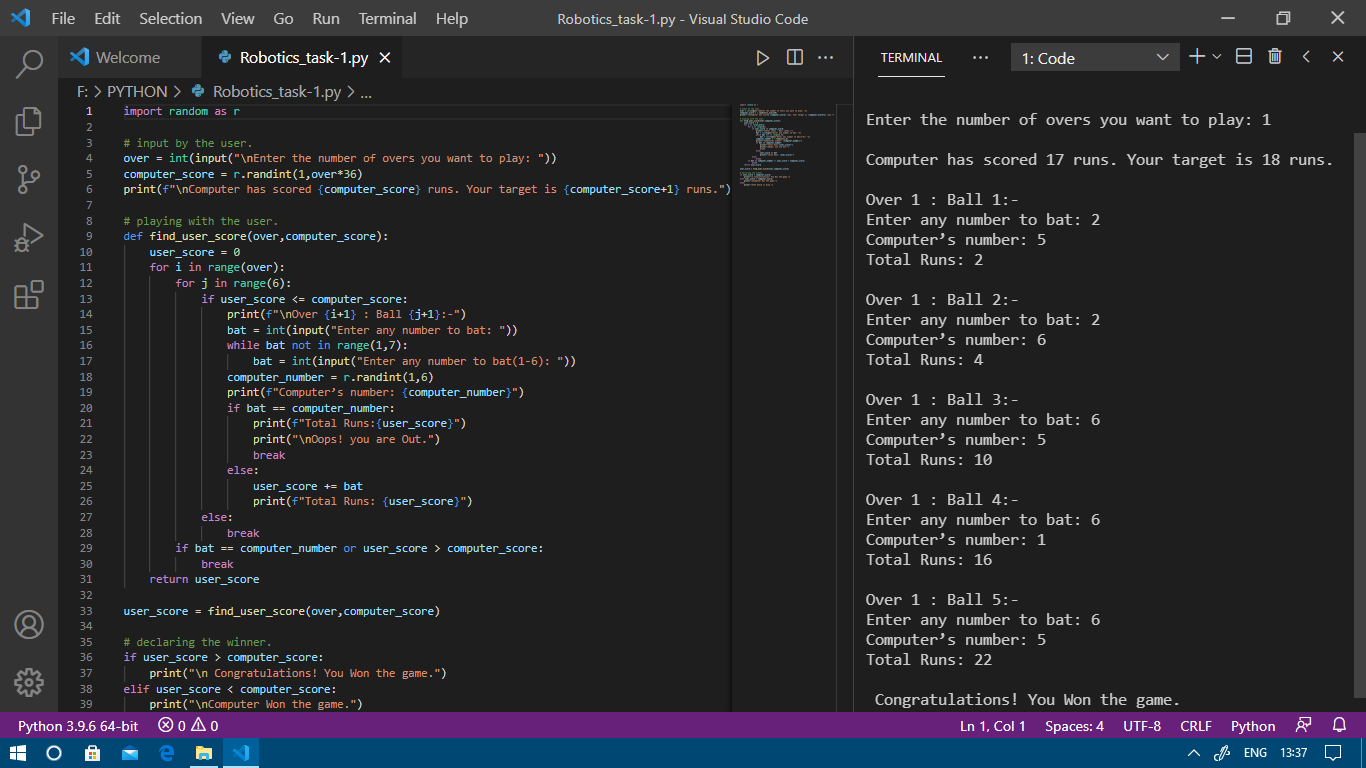 File Edit Selection View Go Run Terminal Help Robotics_task-1.py - Visual Studio Code
Welcome Robotics_task-1.py
F: > PYTHON > Robotics_task-1.py > ...
1 import random as r
2
3 # input by the user.
4 over = int(input("\nEnter the number of overs you want to play: "))
5 computer_score = r.randint(1,over*36)
6 print(f"\nComputer has scored {computer_score} runs. Your target is {computer_score+1} runs.")
7
8 # playing with the user.
9 def find_user_score(over,computer_score):
10     user_score = 0
11     for i in range(over):
12         for j in range(6):
13             if user_score <= computer_score:
14                 print(f"\nOver {i+1} : Ball {j+1}:-")
15                 bat = int(input("Enter any number to bat: "))
16                 while bat not in range(1,7):
17                     bat = int(input("Enter any number to bat(1-6): "))
18                 computer_number = r.randint(1,6)
19                 print(f"Computer’s number: {computer_number}")
20                 if bat == computer_number:
21                     print(f"Total Runs:{user_score}")
22                     print("\nOops! you are Out.")
23                     break
24                 else:
25                     user_score += bat
26                     print(f"Total Runs: {user_score}")
27             else:
28                 break
29         if bat == computer_number or user_score > computer_score:
30             break
31     return user_score
32
33 user_score = find_user_score(over,computer_score)
34
35 # declaring the winner.
36 if user_score > computer_score:
37     print("\n Congratulations! You Won the game.")
38 elif user_score < computer_score:
39     print("\nComputer Won the game.")
TERMINAL ... 1: Code
Enter the number of overs you want to play: 1
Computer has scored 17 runs. Your target is 18 runs.
Over 1 : Ball 1:-
Enter any number to bat: 2
Computer’s number: 5
Total Runs: 2
Over 1 : Ball 2:-
Enter any number to bat: 2
Computer’s number: 6
Total Runs: 4
Over 1 : Ball 3:-
Enter any number to bat: 6
Computer’s number: 5
Total Runs: 10
Over 1 : Ball 4:-
Enter any number to bat: 6
Computer’s number: 1
Total Runs: 16
Over 1 : Ball 5:-
Enter any number to bat: 6
Computer’s number: 5
Total Runs: 22
Congratulations! You Won the game.
Python 3.9.6 64-bit 0 0 Ln 1, Col 1 Spaces: 4 UTF-8 CRLF Python
ENG 13:37